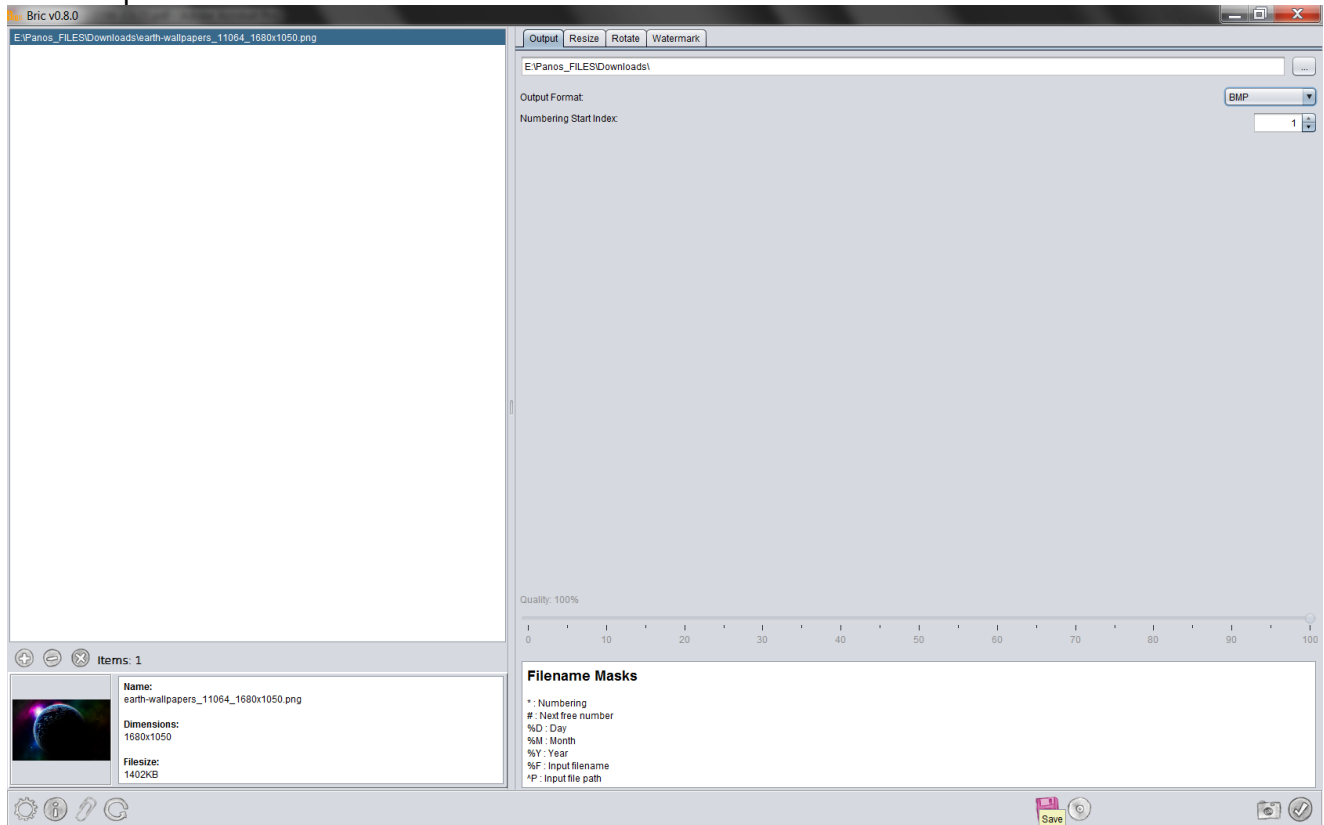 Bric v0.8.0
E:\Panos_FILES\Downloads\earth-wallpapers_11064_1680x1050.png
Output Resize Rotate Watermark
E:\Panos_FILES\Downloads\
...
Output Format:
BMP
Numbering Start Index:
1
Quality: 100%
0 10 20 30 40 50 60 70 80 90 100
Items: 1
Name:
earth-wallpapers_11064_1680x1050.png
Dimensions:
1680x1050
Filesize:
1402KB
Filename Masks
* : Numbering
# : Next free number
%D : Day
%M : Month
%Y : Year
%F : Input filename
^P : Input file path
Save